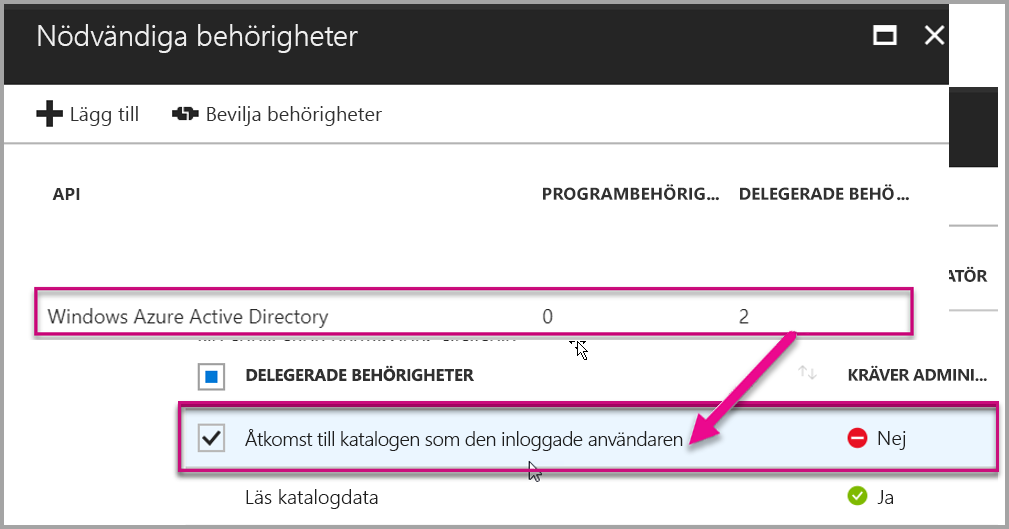 Nödvändiga behörigheter
Lägg till
Bevilja behörigheter
API
PROGRAMBEHÖRIG...
DELEGERADE BEHÖ...
ATÖR
Windows Azure Active Directory
0
2
DELEGERADE BEHÖRIGHETER
KRÄVER ADMINI...
Åtkomst till katalogen som den inloggade användaren
Nej
Läs katalogdata
Ja